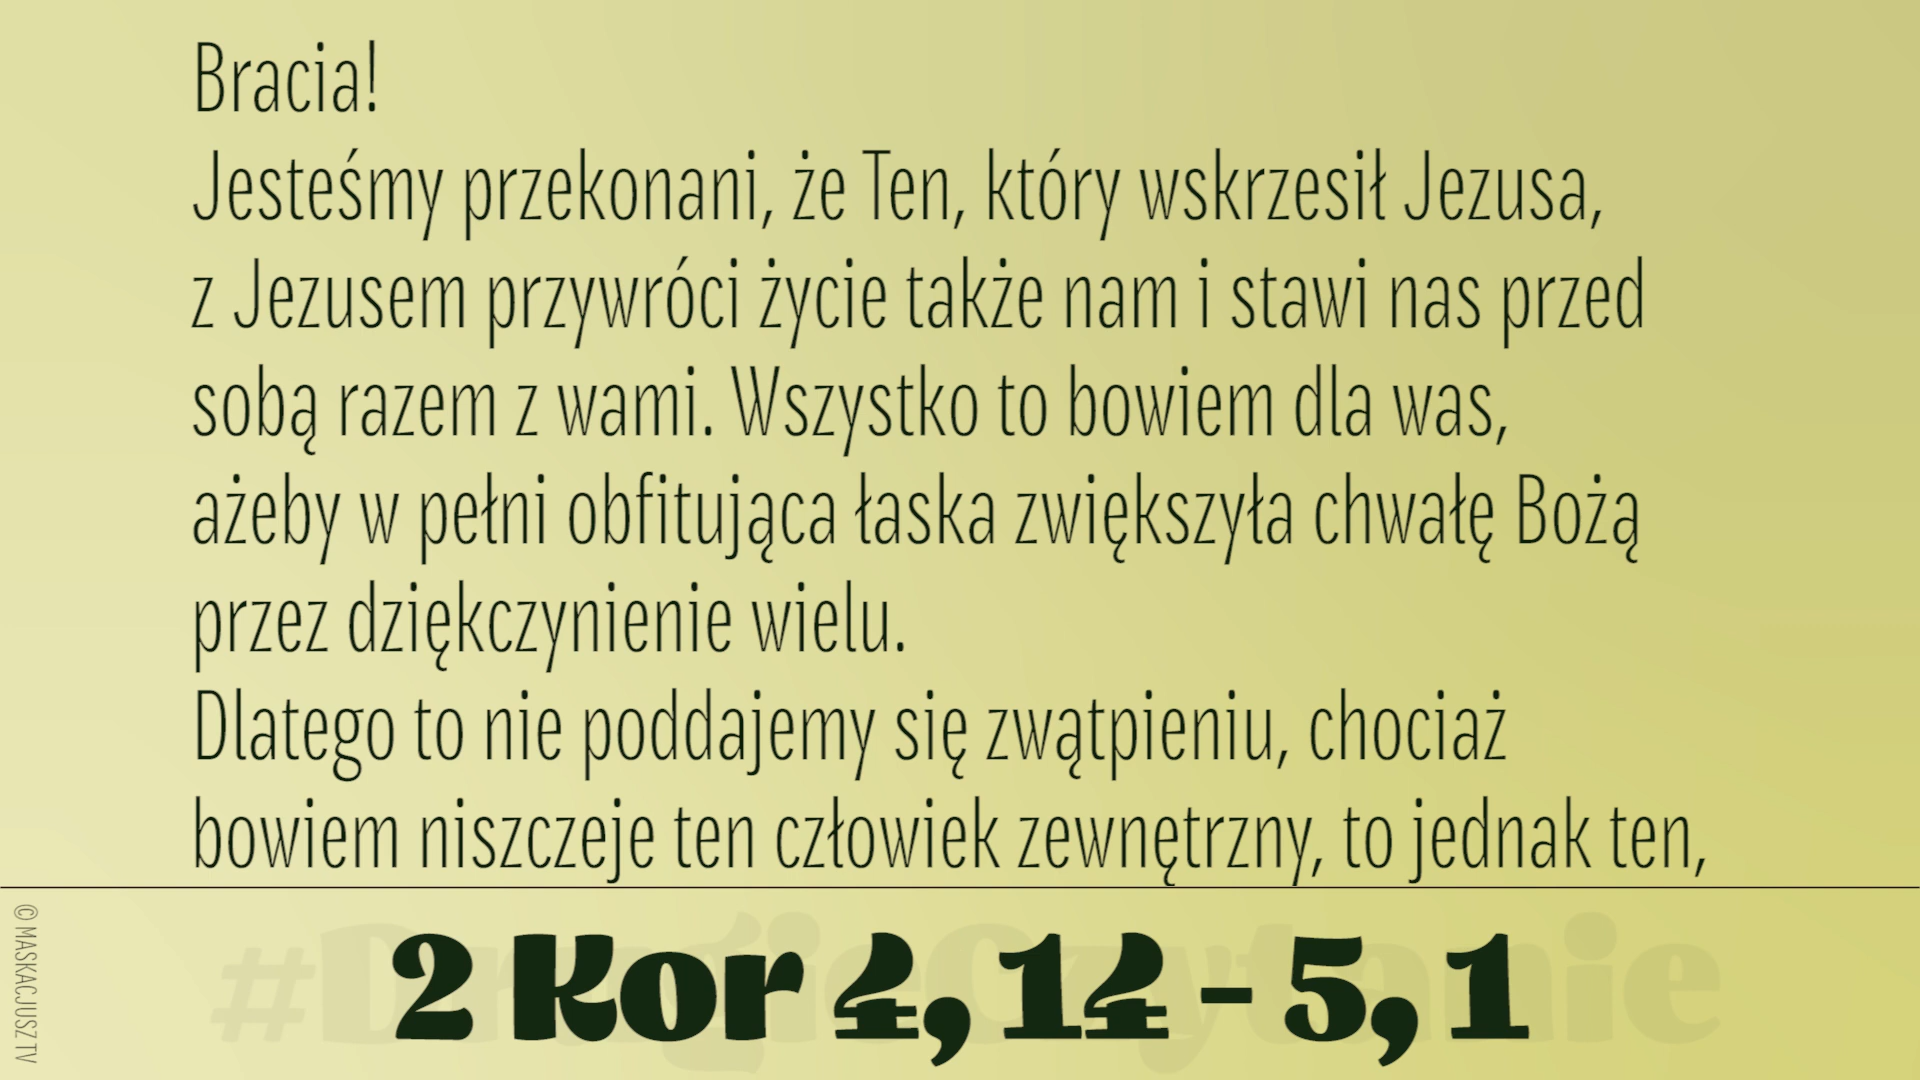 Bracia!
Jesteśmy przekonani, że Ten, który wskrzesił Jezusa,
z Jezusem przywróci życie także nam i stawi nas przed
sobą razem z wami. Wszystko to bowiem dla was,
ażeby w pełni obfitująca łaska zwiększyła chwałę Bożą
przez dziękczynienie wielu.
Dlatego to nie poddajemy się zwątpieniu, chociaż
bowiem niszczeje ten człowiek zewnętrzny, to jednak ten,
#DrugieCzytanie
2 Kor 4,14 - 5,1
© MASKACJUSZ TV